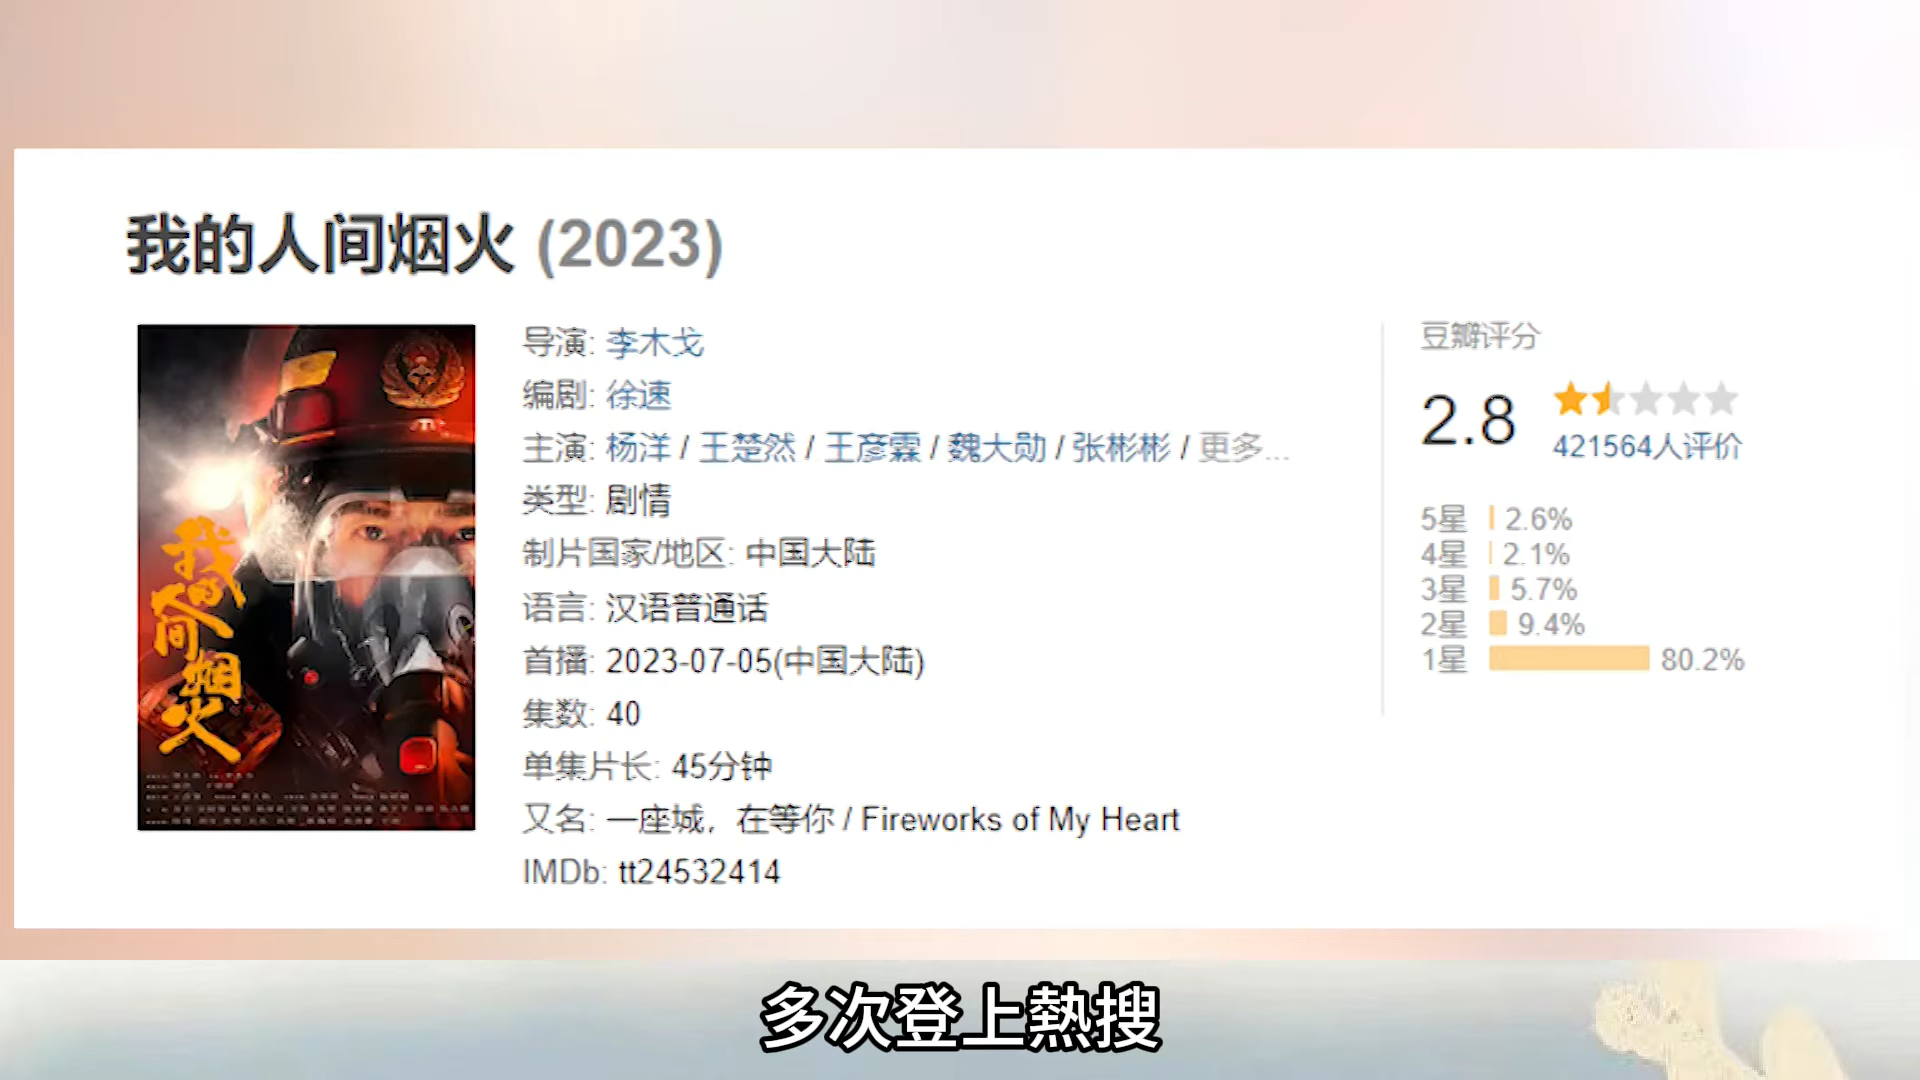 我的人间烟火 (2023)
我的人间烟火
导演: 李木戈
编剧: 徐速
主演: 杨洋 / 王楚然 / 王彦霖 / 魏大勋 / 张彬彬 / 更多...
类型: 剧情
制片国家/地区: 中国大陆
语言: 汉语普通话
首播: 2023-07-05(中国大陆)
集数: 40
单集片长: 45分钟
又名: 一座城，在等你 / Fireworks of My Heart
IMDb: tt24532414
豆瓣评分
2.8
421564人评价
5星 2.6%
4星 2.1%
3星 5.7%
2星 9.4%
1星 80.2%
多次登上熱搜